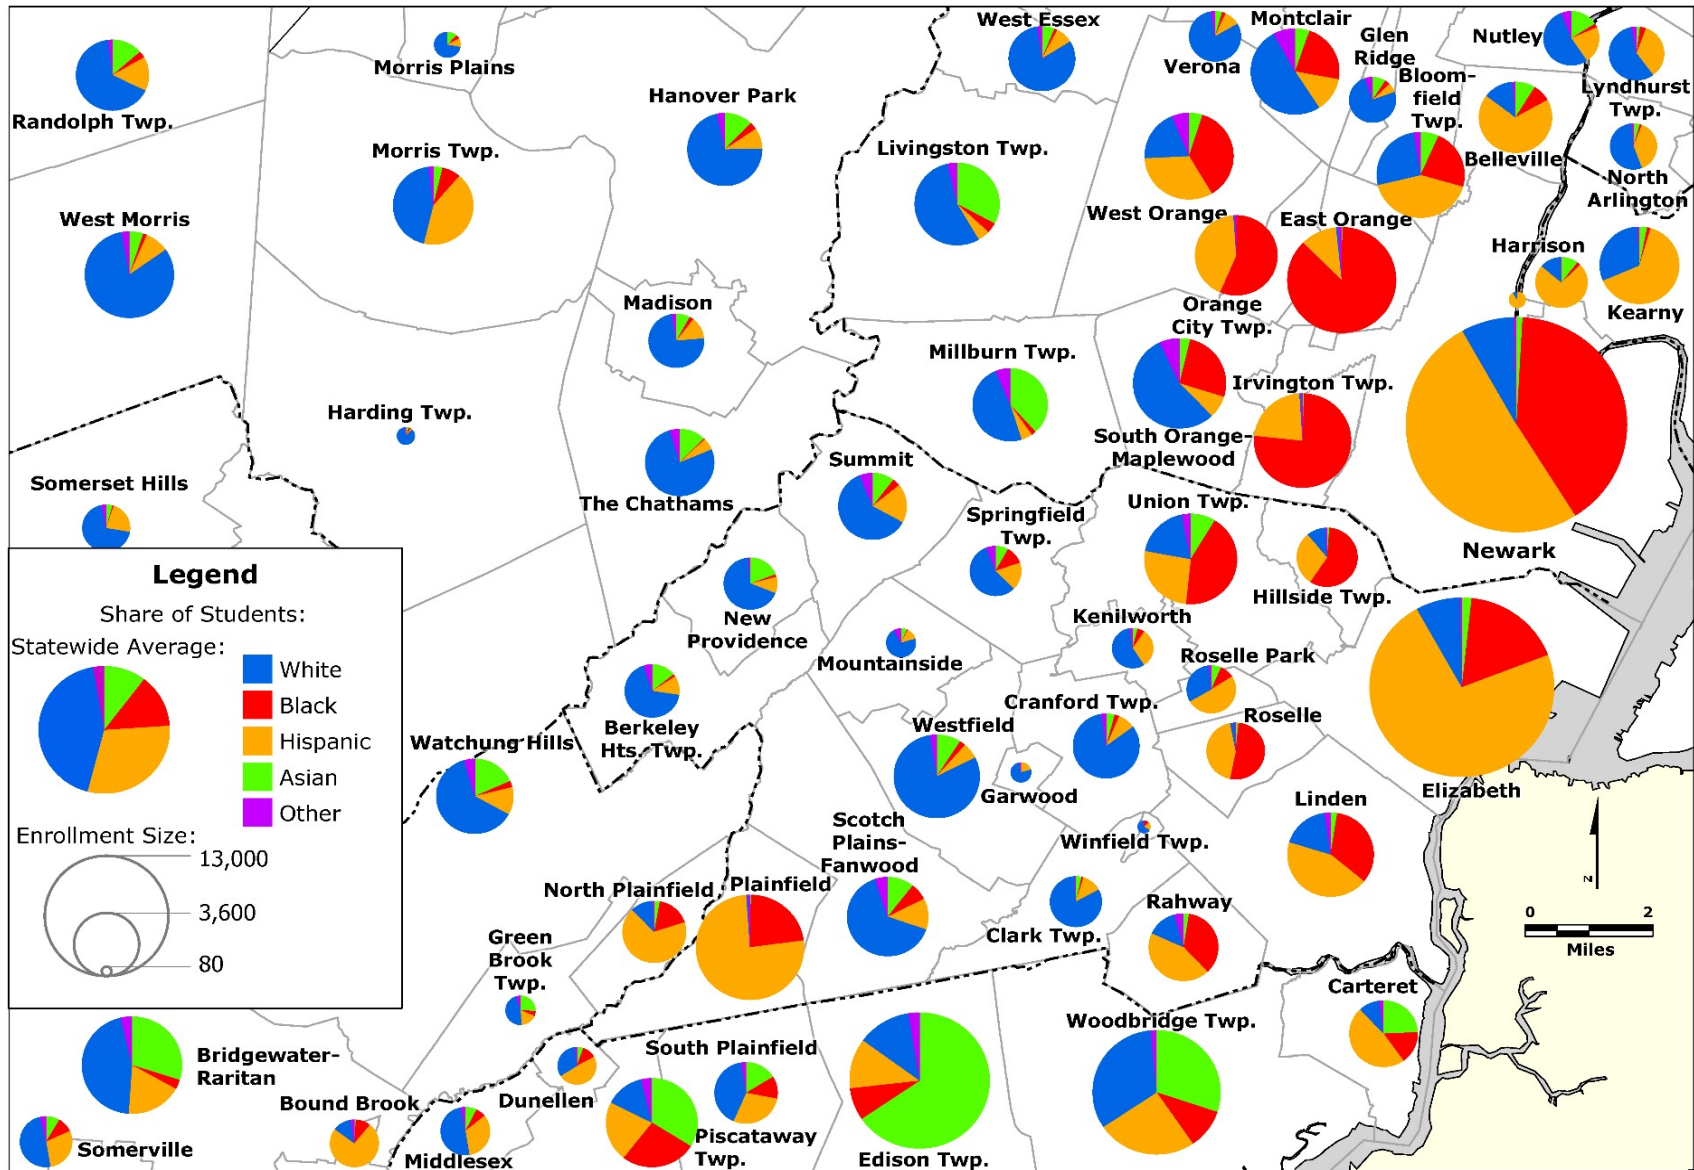 West Essex
Montclair
Glen
Ridge
Nutley
Verona
Morris Plains
Bloom-
field
Twp.
Lyndhurst
Twp.
Randolph Twp.
Hanover Park
Morris Twp.
Livingston Twp.
Belleville
North
Arlington
West Morris
West Orange
East Orange
Harrison
Madison
Orange
City Twp.
Kearny
Millburn Twp.
Irvington Twp.
Harding Twp.
South Orange-
Maplewood
Summit
Somerset Hills
The Chathams
Springfield
Twp.
Union Twp.
Newark
Hillside Twp.
New
Providence
Kenilworth
Mountainside
Roselle Park
Berkeley
Hts. Twp.
Westfield
Cranford Twp.
Roselle
Watchung Hills
Garwood
Linden
Elizabeth
Scotch
Plains-
Fanwood
Winfield Twp.
North Plainfield
Plainfield
Rahway
Green
Brook
Twp.
Clark Twp.
Carteret
Woodbridge Twp.
South Plainfield
Bridgewater-
Raritan
Bound Brook
Dunellen
Piscataway
Twp.
Somerville
Middlesex
Edison Twp.
Legend
Share of Students:
Statewide Average:
White
Black
Hispanic
Asian
Other
Enrollment Size:
13,000
3,600
80
N
0 2
Miles